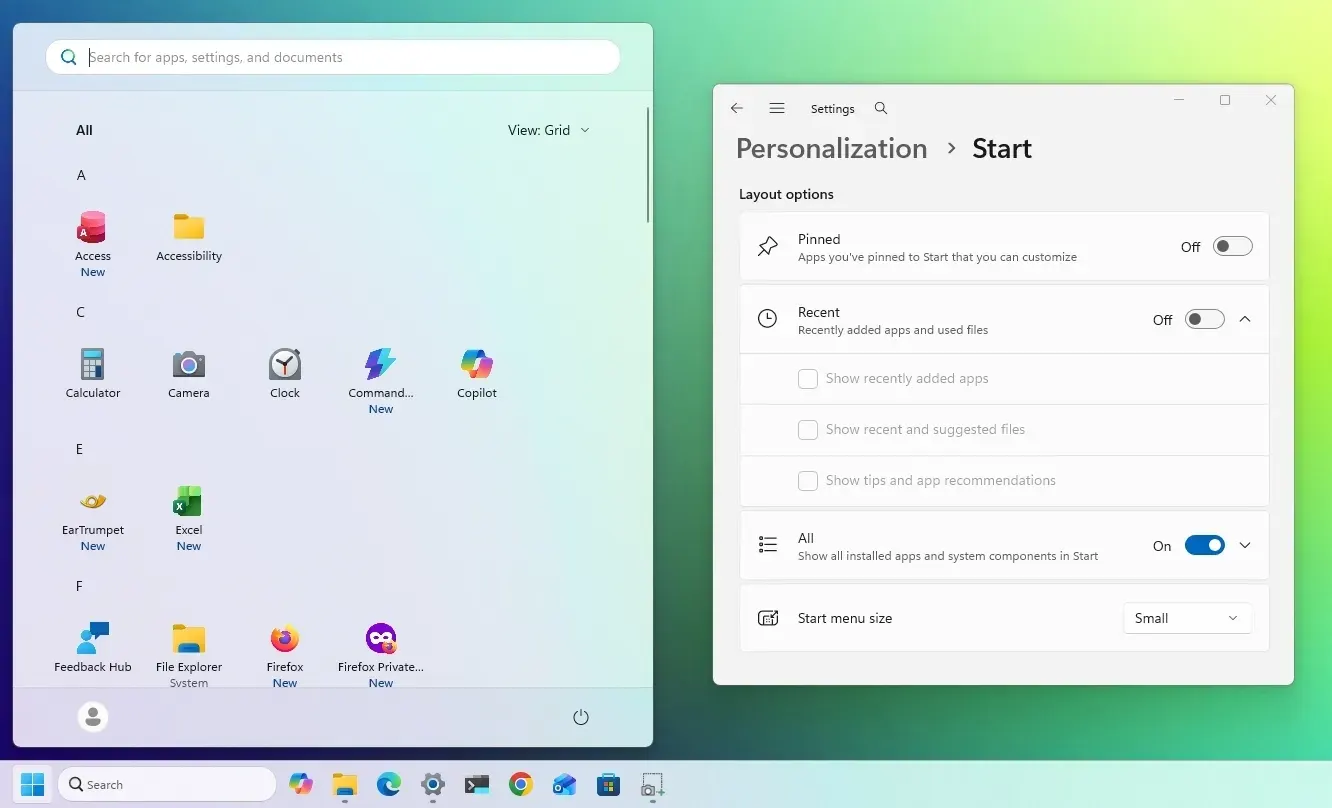 Search for apps, settings, and documents
All
View: Grid
A
Access
New
Accessibility
C
Calculator
Camera
Clock
Command...
New
Copilot
E
EarTrumpet
New
Excel
New
F
Feedback Hub
File Explorer
System
Firefox
New
Firefox Private...
New
Settings
Personalization > Start
Layout options
Pinned
Apps you've pinned to Start that you can customize
Off
Recent
Recently added apps and used files
Off
Show recently added apps
Show recent and suggested files
Show tips and app recommendations
All
Show all installed apps and system components in Start
On
Start menu size
Small
Search